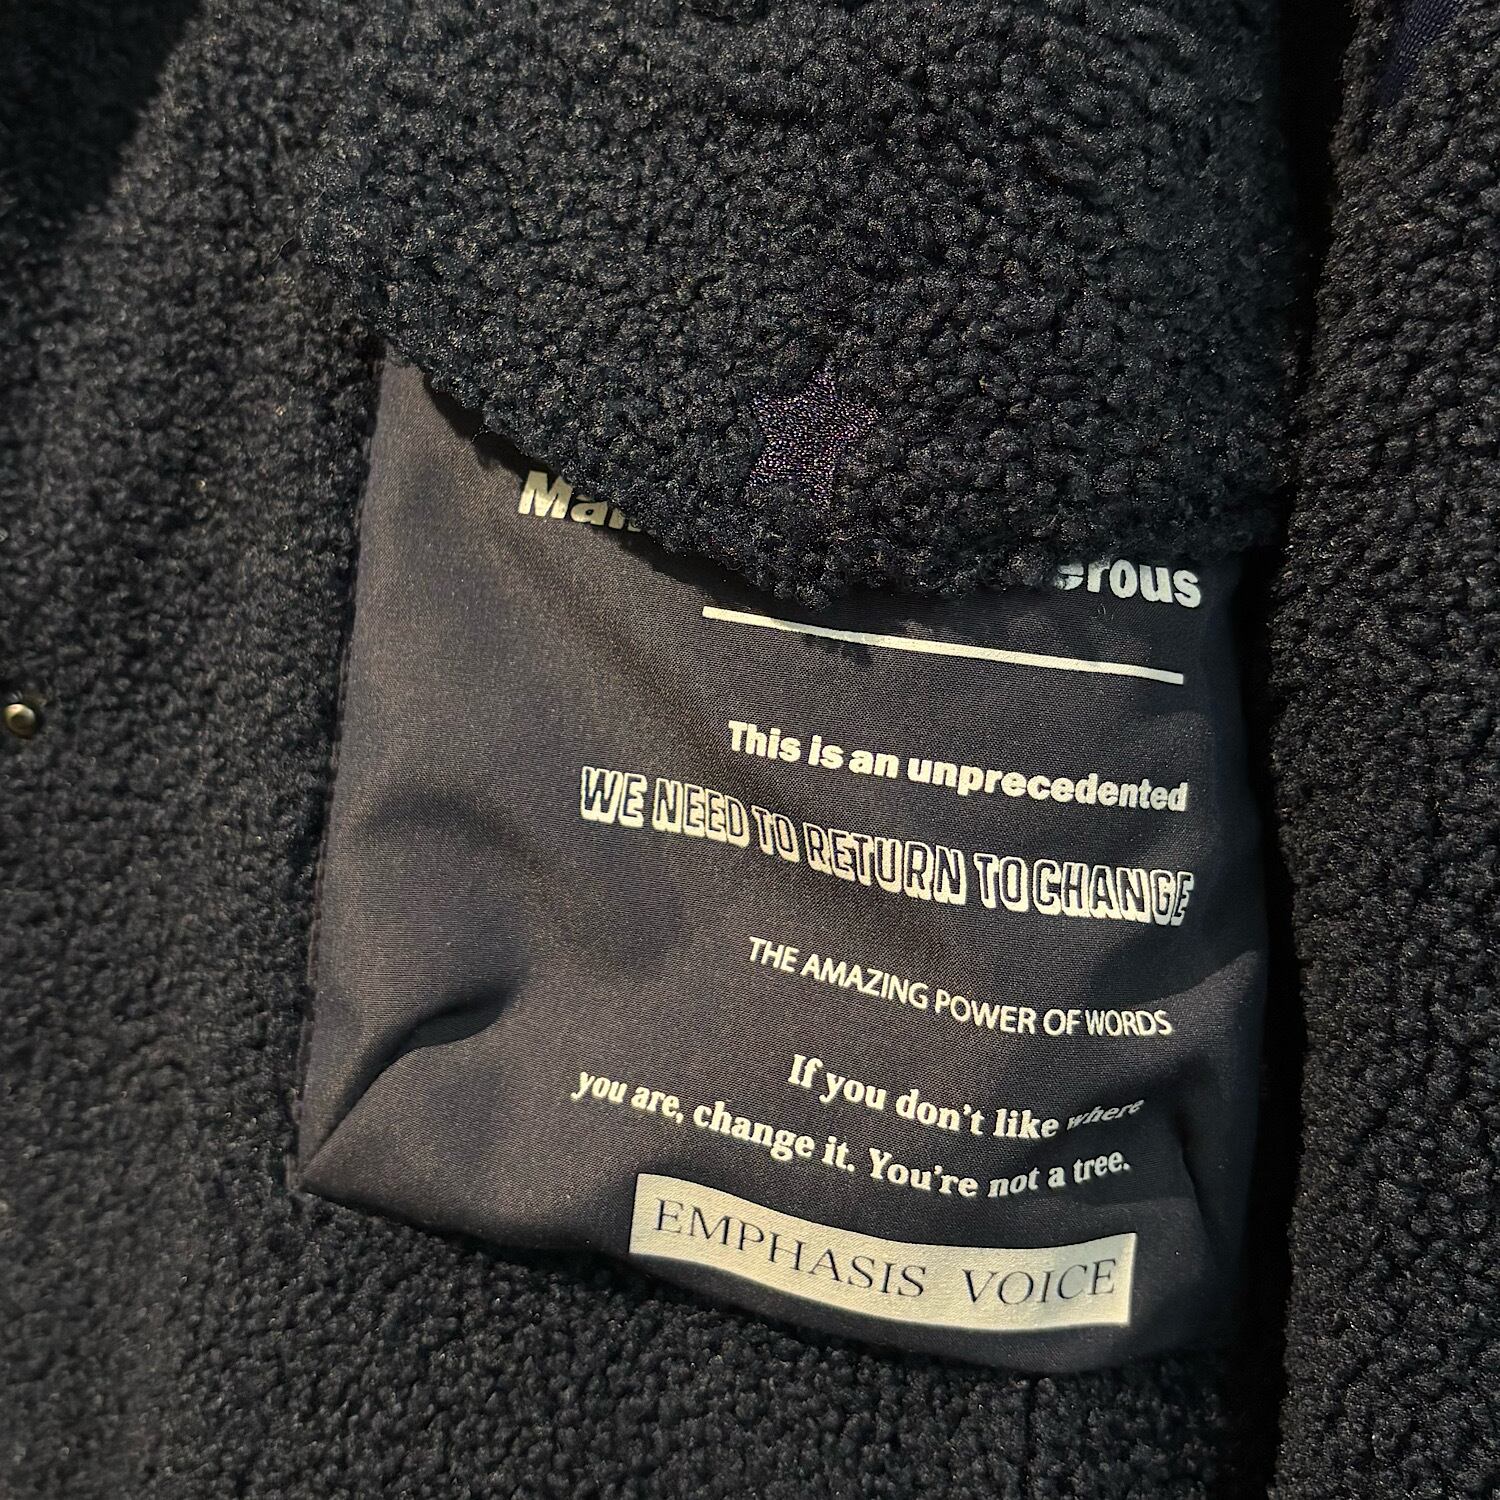 erous
This is an unprecedented
WE NEED TO RETURN TO CHANGE
THE AMAZING POWER OF WORDS
If you don't like where
you are, change it. You're not a tree.
EMPHASIS VOICE